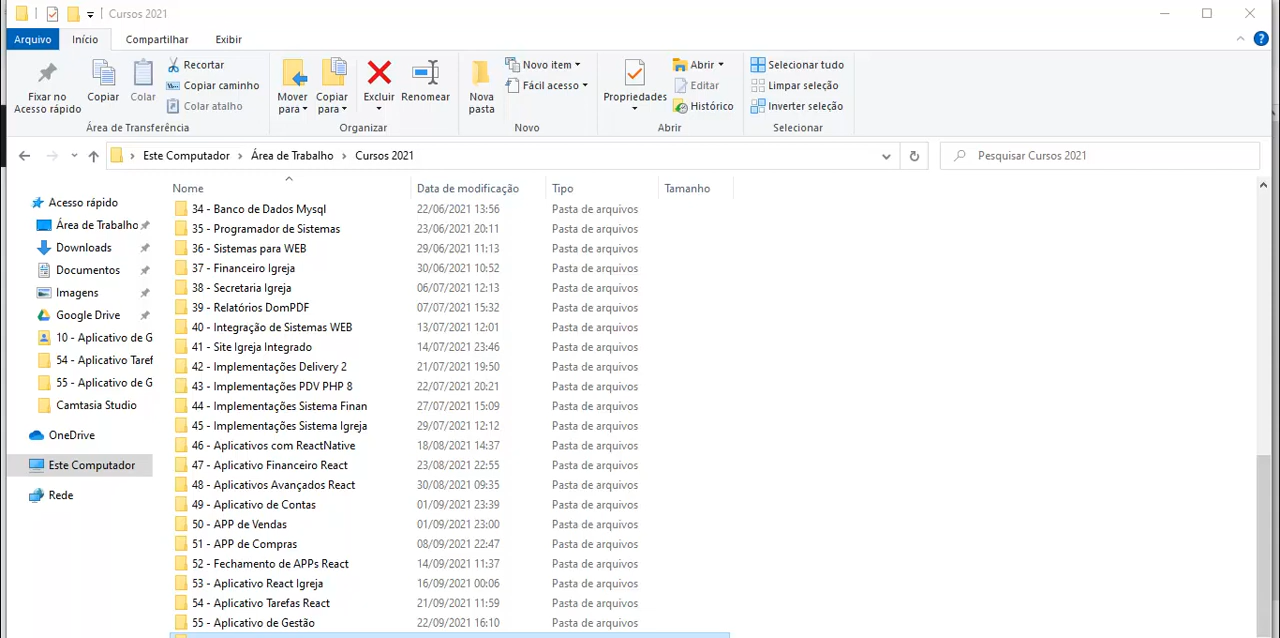 Cursos 2021
Arquivo Início Compartilhar Exibir
Fixar no Acesso rápido
Copiar
Colar
Recortar
Copiar caminho
Colar atalho
Área de Transferência
Mover para
Copiar para
Excluir
Renomear
Organizar
Nova pasta
Novo item
Fácil acesso
Novo
Propriedades
Abrir
Editar
Histórico
Abrir
Selecionar tudo
Limpar seleção
Inverter seleção
Selecionar
Este Computador › Área de Trabalho › Cursos 2021
Pesquisar Cursos 2021
Acesso rápido
Área de Trabalho
Downloads
Documentos
Imagens
Google Drive
10 - Aplicativo de G
54 - Aplicativo Taref
55 - Aplicativo de G
Camtasia Studio
OneDrive
Este Computador
Rede
Nome Data de modificação Tipo Tamanho
34 - Banco de Dados Mysql 22/06/2021 13:56 Pasta de arquivos
35 - Programador de Sistemas 23/06/2021 20:11 Pasta de arquivos
36 - Sistemas para WEB 29/06/2021 11:13 Pasta de arquivos
37 - Financeiro Igreja 30/06/2021 10:52 Pasta de arquivos
38 - Secretaria Igreja 06/07/2021 12:13 Pasta de arquivos
39 - Relatórios DomPDF 07/07/2021 15:32 Pasta de arquivos
40 - Integração de Sistemas WEB 13/07/2021 12:01 Pasta de arquivos
41 - Site Igreja Integrado 14/07/2021 23:46 Pasta de arquivos
42 - Implementações Delivery 2 21/07/2021 19:50 Pasta de arquivos
43 - Implementações PDV PHP 8 22/07/2021 20:21 Pasta de arquivos
44 - Implementações Sistema Finan 27/07/2021 15:09 Pasta de arquivos
45 - Implementações Sistema Igreja 29/07/2021 12:12 Pasta de arquivos
46 - Aplicativos com ReactNative 18/08/2021 14:37 Pasta de arquivos
47 - Aplicativo Financeiro React 23/08/2021 22:55 Pasta de arquivos
48 - Aplicativos Avançados React 30/08/2021 09:35 Pasta de arquivos
49 - Aplicativo de Contas 01/09/2021 23:39 Pasta de arquivos
50 - APP de Vendas 01/09/2021 23:00 Pasta de arquivos
51 - APP de Compras 08/09/2021 22:47 Pasta de arquivos
52 - Fechamento de APPs React 14/09/2021 11:37 Pasta de arquivos
53 - Aplicativo React Igreja 16/09/2021 00:06 Pasta de arquivos
54 - Aplicativo Tarefas React 21/09/2021 11:59 Pasta de arquivos
55 - Aplicativo de Gestão 22/09/2021 16:10 Pasta de arquivos